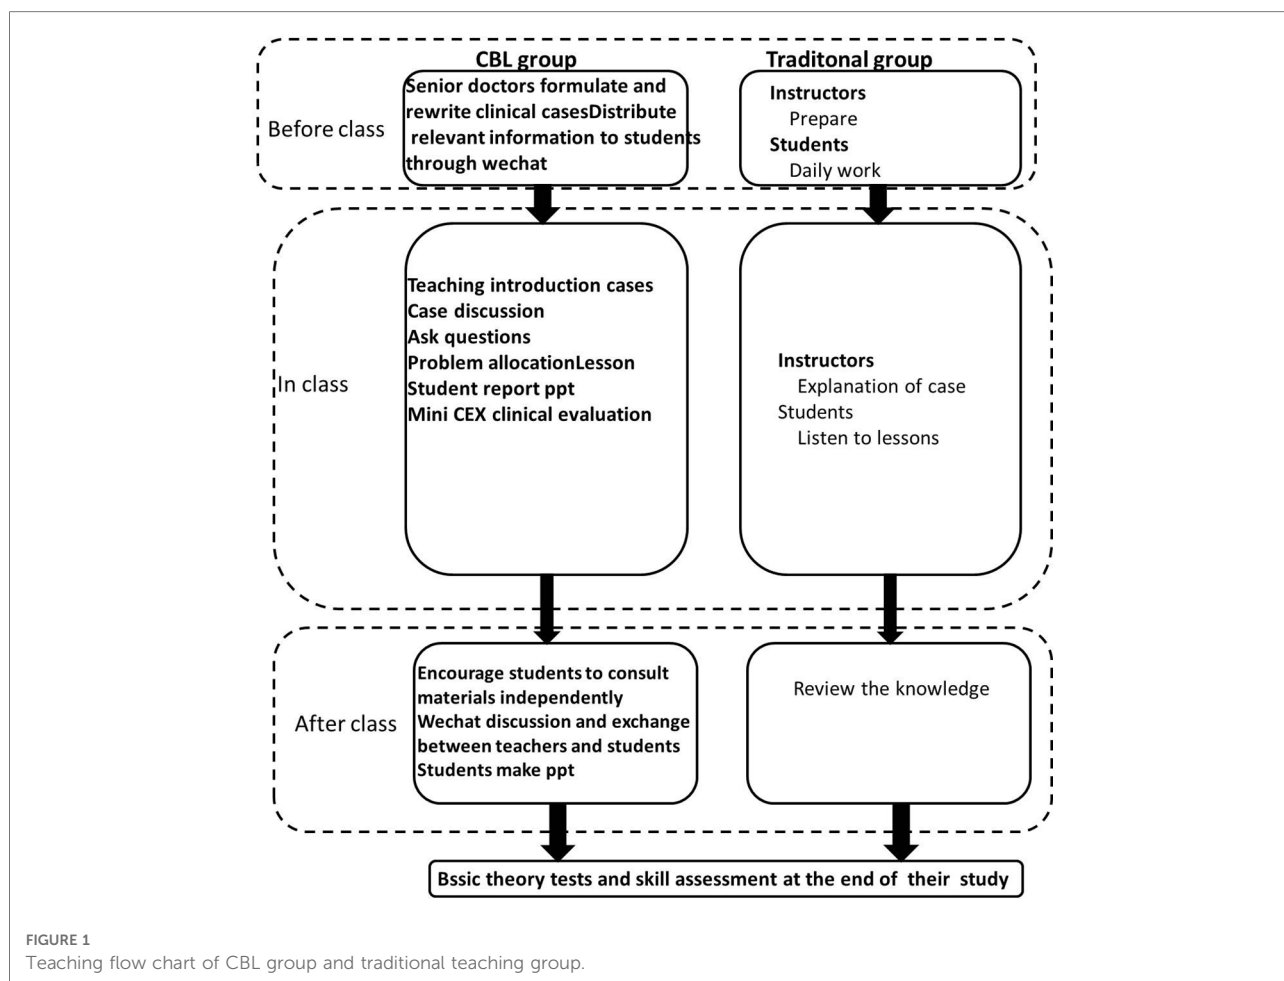 CBL group
Traditonal group
Before class
Senior doctors formulate and
rewrite clinical casesDistribute
relevant information to students
through wechat
Instructors
Prepare
Students
Daily work
In class
Teaching introduction cases
Case discussion
Ask questions
Problem allocationLesson
Student report ppt
Mini CEX clinical evaluation
Instructors
Explanation of case
Students
Listen to lessons
After class
Encourage students to consult
materials independently
Wechat discussion and exchange
between teachers and students
Students make ppt
Review the knowledge
Bssic theory tests and skill assessment at the end of their study
FIGURE 1
Teaching flow chart of CBL group and traditional teaching group.